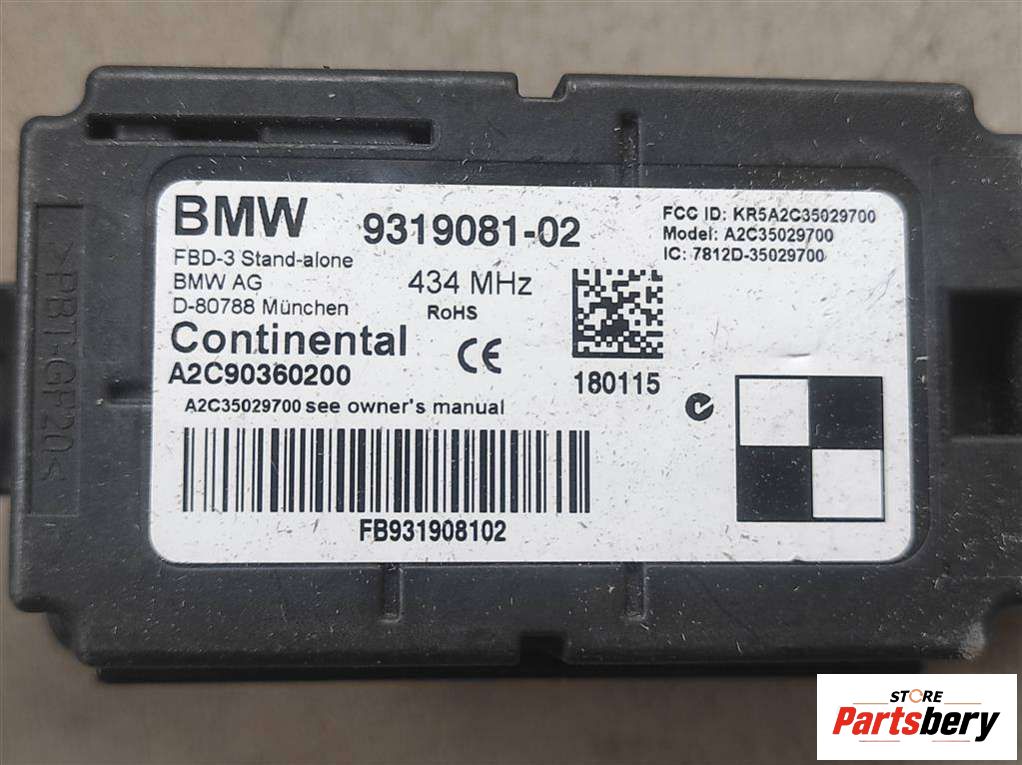 BMW 9319081-02
FBD-3 Stand-alone
BMW AG
D-80788 München
434 MHz
RoHS
Continental
CE
A2C90360200
A2C35029700 see owner's manual
FB931908102
180115
FCC ID: KR5A2C35029700
Model: A2C35029700
IC: 7812D-35029700
>PBT-GF20<
STORE
Partsbery